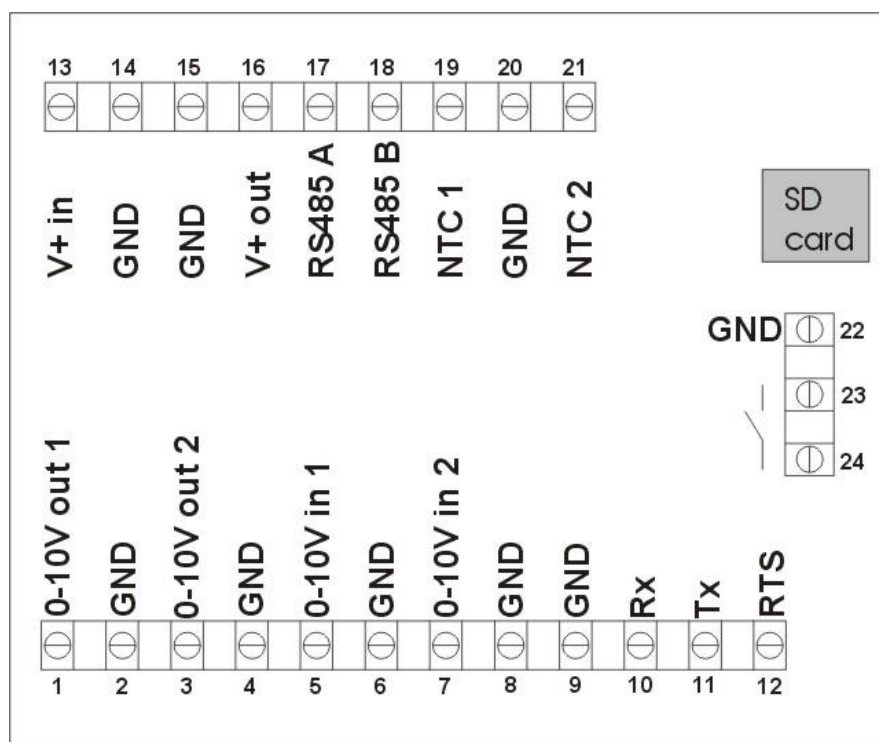 13 14 15 16 17 18 19 20 21
V+ in
GND
GND
V+ out
RS485 A
RS485 B
NTC 1
GND
NTC 2
SD
card
GND 22
23
24
0-10V out 1
GND
0-10V out 2
GND
0-10V in 1
GND
0-10V in 2
GND
GND
Rx
Tx
RTS
1 2 3 4 5 6 7 8 9 10 11 12